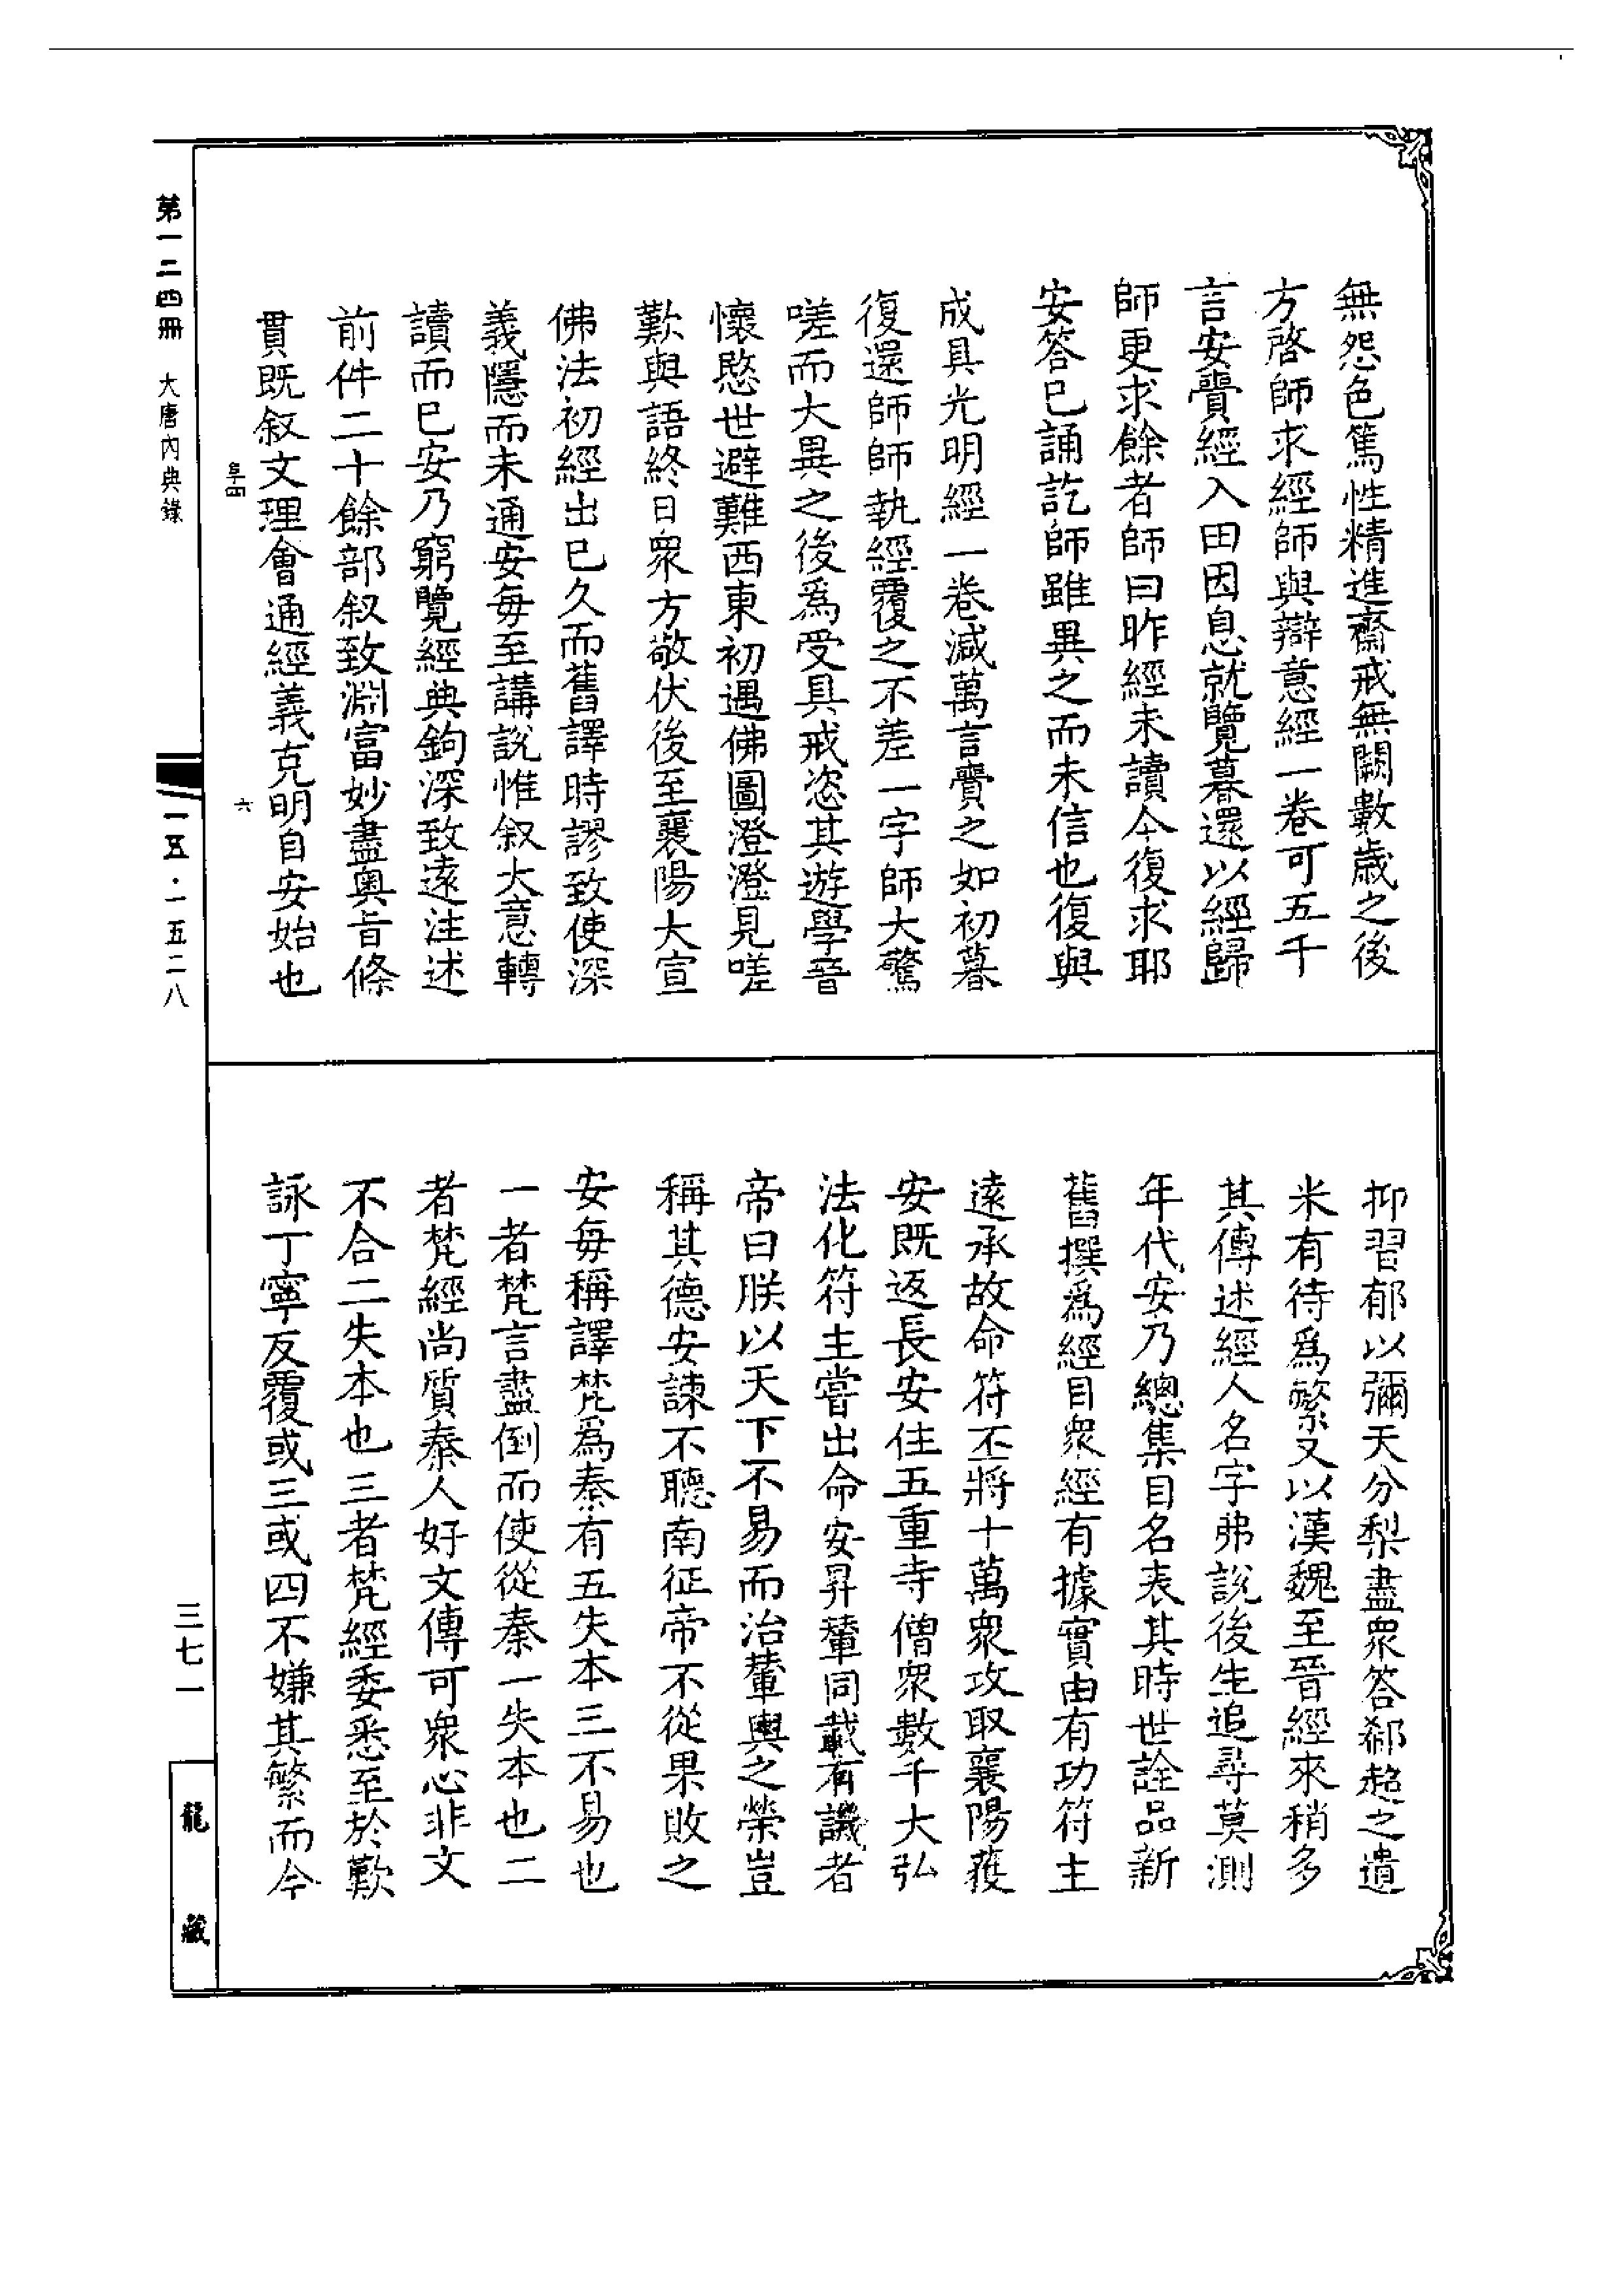 無怨色篤性精進齋戒無闕數歲之後
方啓師求經師與辯意經一卷可五千
言安賷經入田因息就覽暮還以經歸
師更求餘者師曰昨經未讀今復求耶
安答已誦訖師雖異之而未信也復與
成具光明經一卷減萬言賷之如初暮
復還師師執經覆之不差一字師大驚
嗟而大異之後爲受具戒恣其遊學音
懷愍世避難西東初遇佛圖澄澄見嗟
歎與語終日衆方敬伏後至襄陽大宣
佛法初經出已久而舊譯時謬致使深
義隱而未通安每至講說惟叙大意轉
讀而已安乃窮覽經典鉤深致遠注述
前件二十餘部叙致淵富妙盡奥旨條
貫既叙文理會通經義克明自安始也
抑習郁以彌天分梨盡衆答郗超之遺
米有待爲繁又以漢魏至晉經來稍多
其傳述經人名字弗說後生追尋莫測
年代安乃總集目名表其時世詮品新
舊撰爲經目衆經有據實由有功符主
遠承故命符丕將十萬衆攻取襄陽獲
安既返長安住五重寺僧衆數千大弘
法化符主嘗出命安昇輦同載有譏者
帝曰朕以天下不易而治輦輿之榮豈
稱其德安諫不聽南征帝不從果敗之
安每稱譯梵爲秦有五失本三不易也
一者梵言盡倒而使從秦一失本也二
者梵經尚質秦人好文傳可衆心非文
不合二失本也三者梵經委悉至於歎
詠丁寧反覆或三或四不嫌其繁而今
第一二四冊 大唐內典錄
六
一五·一五二八
三七一
龍藏